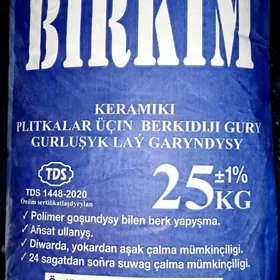 BIRKIM
KERAMIKI
PLITKALAR ÜÇIN BERKIDIJI GURY
GURLUŞYK LAÝ GARYNDYSY
TDS
TDS 1448-2020
Önüm sertifikatlaşdyrylan
25 ±1% KG
✓ Polimer goşundysy bilen berk ýapyşma.
✓ Aňsat ullanyş.
✓ Diwarda, ýokardan aşak çalma mümkinçiligi.
✓ 24 sagatdan soňra suwag çalma mümkinçiligi.